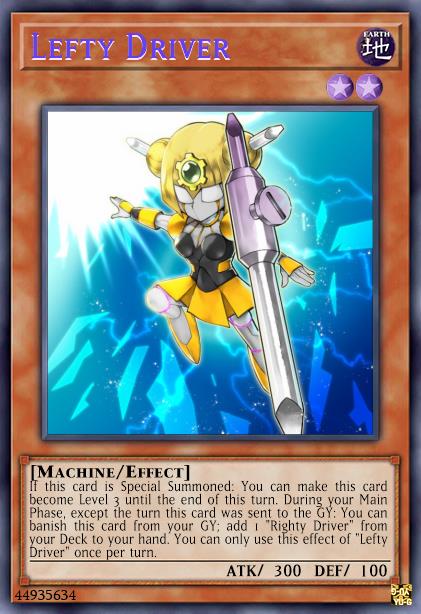 Lefty Driver
EARTH
地
[Machine/Effect]
If this card is Special Summoned: You can make this card
become Level 3 until the end of this turn. During your Main
Phase, except the turn this card was sent to the GY: You can
banish this card from your GY; add 1 "Righty Driver" from
your Deck to your hand. You can only use this effect of "Lefty
Driver" once per turn.
ATK/ 300 DEF/ 100
44935634